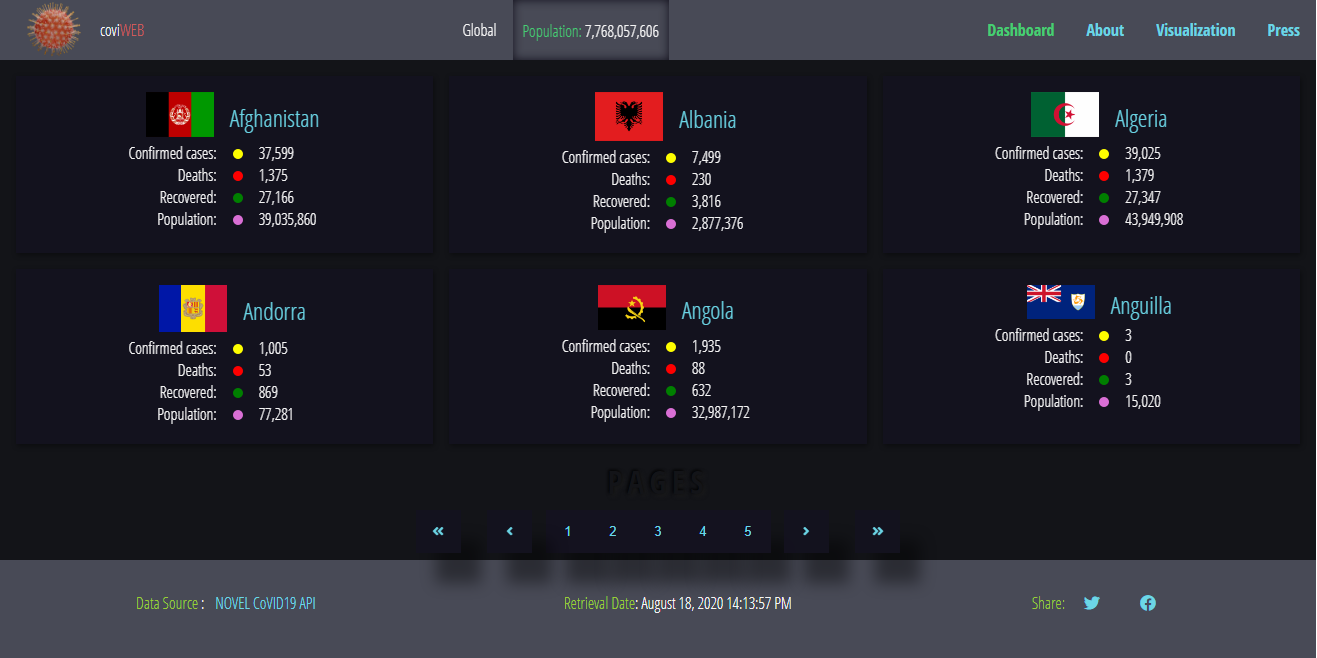 coviWEB Global Population: 7,768,057,606 Dashboard About Visualization Press
Afghanistan
Confirmed cases: 37,599
Deaths: 1,375
Recovered: 27,166
Population: 39,035,860
Albania
Confirmed cases: 7,499
Deaths: 230
Recovered: 3,816
Population: 2,877,376
Algeria
Confirmed cases: 39,025
Deaths: 1,379
Recovered: 27,347
Population: 43,949,908
Andorra
Confirmed cases: 1,005
Deaths: 53
Recovered: 869
Population: 77,281
Angola
Confirmed cases: 1,935
Deaths: 88
Recovered: 632
Population: 32,987,172
Anguilla
Confirmed cases: 3
Deaths: 0
Recovered: 3
Population: 15,020
PAGES
« ‹ 1 2 3 4 5 › »
Data Source : NOVEL CoVID19 API Retrieval Date: August 18, 2020 14:13:57 PM Share: